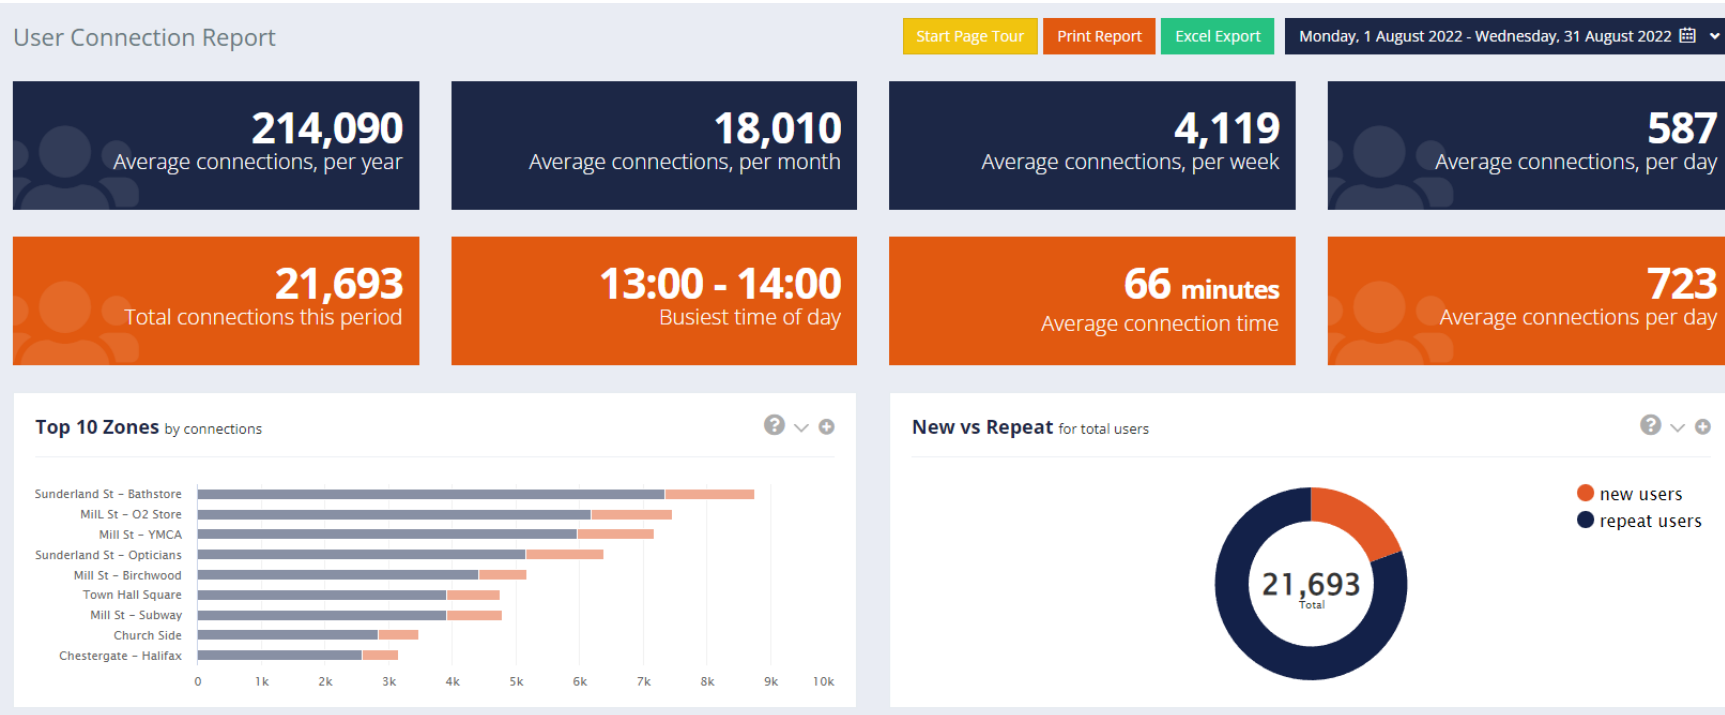 User Connection Report
Start Page Tour
Print Report
Excel Export
Monday, 1 August 2022 - Wednesday, 31 August 2022
214,090
Average connections, per year
18,010
Average connections, per month
4,119
Average connections, per week
587
Average connections, per day
21,693
Total connections this period
13:00 - 14:00
Busiest time of day
66 minutes
Average connection time
723
Average connections per day
Top 10 Zones by connections
Sunderland St - Bathstore
MilL St - O2 Store
Mill St - YMCA
Sunderland St - Opticians
Mill St - Birchwood
Town Hall Square
Mill St - Subway
Church Side
Chestergate - Halifax
0 1k 2k 3k 4k 5k 6k 7k 8k 9k 10k
New vs Repeat for total users
new users
repeat users
21,693
Total